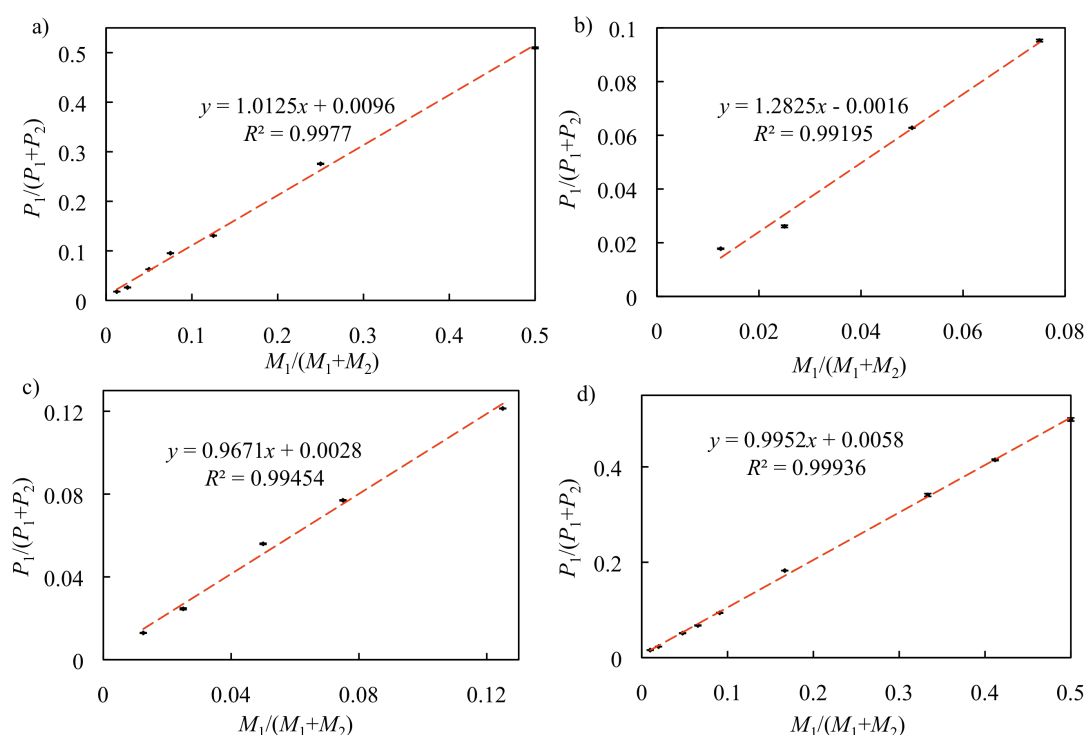 a)
0.5
0.4
0.3
0.2
0.1
0
P1/(P1+P2)
y = 1.0125x + 0.0096
R² = 0.9977
0 0.1 0.2 0.3 0.4 0.5
M1/(M1+M2)
b)
0.1
0.08
0.06
0.04
0.02
0
P1/(P1+P2)
y = 1.2825x - 0.0016
R² = 0.99195
0 0.02 0.04 0.06 0.08
M1/(M1+M2)
c)
0.12
0.08
0.04
0
P1/(P1+P2)
y = 0.9671x + 0.0028
R² = 0.99454
0 0.04 0.08 0.12
M1/(M1+M2)
d)
0.4
0.2
0
P1/(P1+P2)
y = 0.9952x + 0.0058
R² = 0.99936
0 0.1 0.2 0.3 0.4 0.5
M1/(M1+M2)